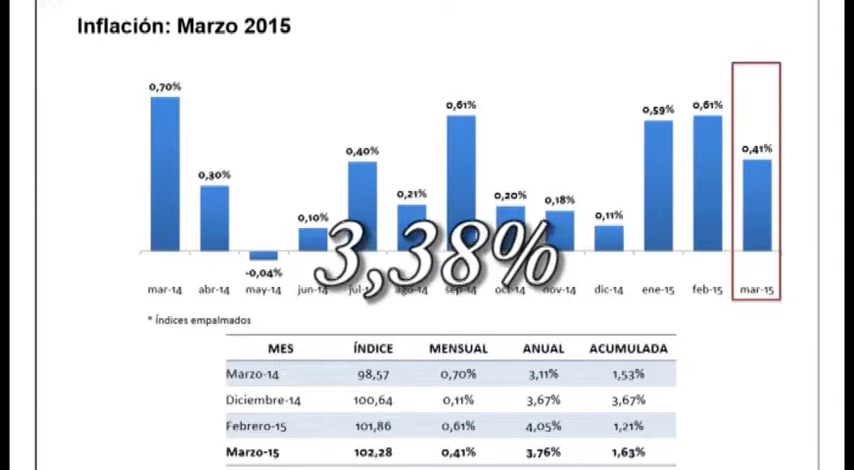 Inflación: Marzo 2015
0,70%
0,30%
-0,04%
0,10%
0,40%
0,21%
0,61%
0,20%
0,18%
0,11%
0,59%
0,61%
0,41%
3,38%
mar-14 abr-14 may-14 jun-14 ago-14 sep-14 oct-14 nov-14 dic-14 ene-15 feb-15 mar-15
* Índices empalmados
MES ÍNDICE MENSUAL ANUAL ACUMULADA
Marzo-14 98,57 0,70% 3,11% 1,53%
Diciembre-14 100,64 0,11% 3,67% 3,67%
Febrero-15 101,86 0,61% 4,05% 1,21%
Marzo-15 102,28 0,41% 3,76% 1,63%